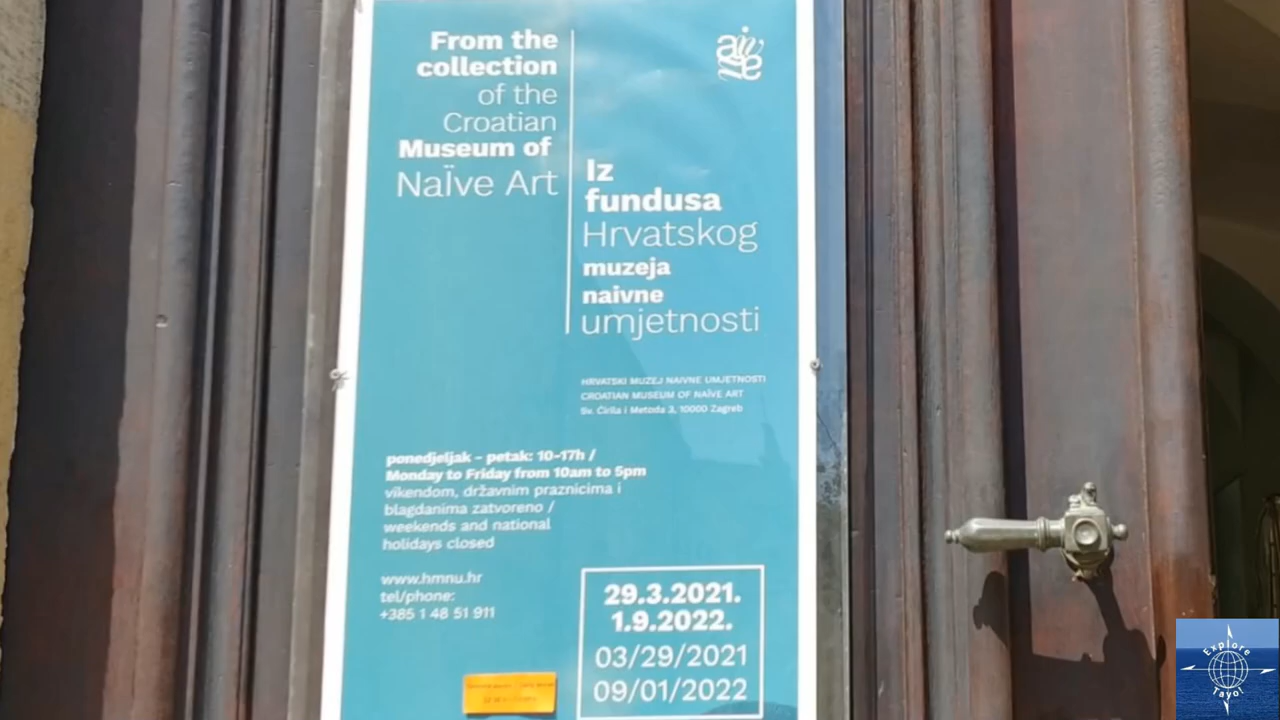 From the
collection
of the
Croatian
Museum of
NaÏve Art
Iz
fundusa
Hrvatskog
muzeja
naivne
umjetnosti
HRVATSKI MUZEJ NAIVNE UMJETNOSTI
CROATIAN MUSEUM OF NAÏVE ART
Sv. Ćirila i Metoda 3, 10000 Zagreb
ponedjeljak - petak: 10-17h /
Monday to Friday from 10am to 5pm
vikendom, državnim praznicima i
blagdanima zatvoreno /
weekends and national
holidays closed
www.hmnu.hr
tel/phone:
+385 1 48 51 911
29.3.2021.
1.9.2022.
03/29/2021
09/01/2022
Explore
Tayo!